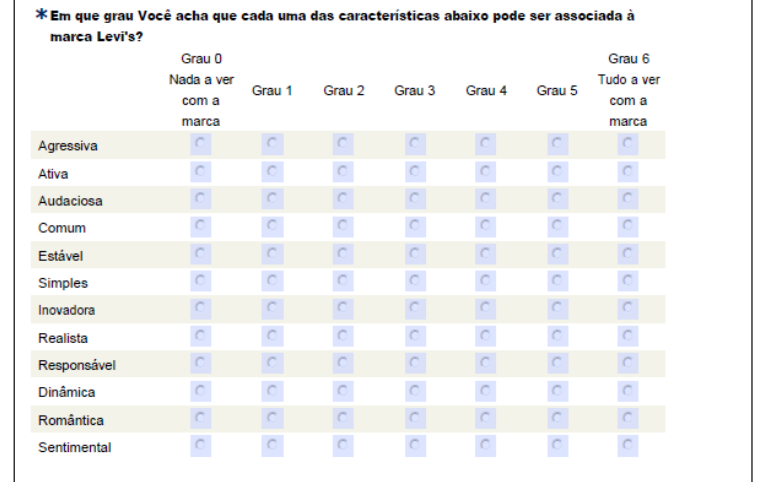 *Em que grau Você acha que cada uma das características abaixo pode ser associada à
marca Levi's?
Grau 0
Nada a ver
com a
marca
Grau 1
Grau 2
Grau 3
Grau 4
Grau 5
Grau 6
Tudo a ver
com a
marca
Agressiva
Ativa
Audaciosa
Comum
Estável
Simples
Inovadora
Realista
Responsável
Dinâmica
Romântica
Sentimental